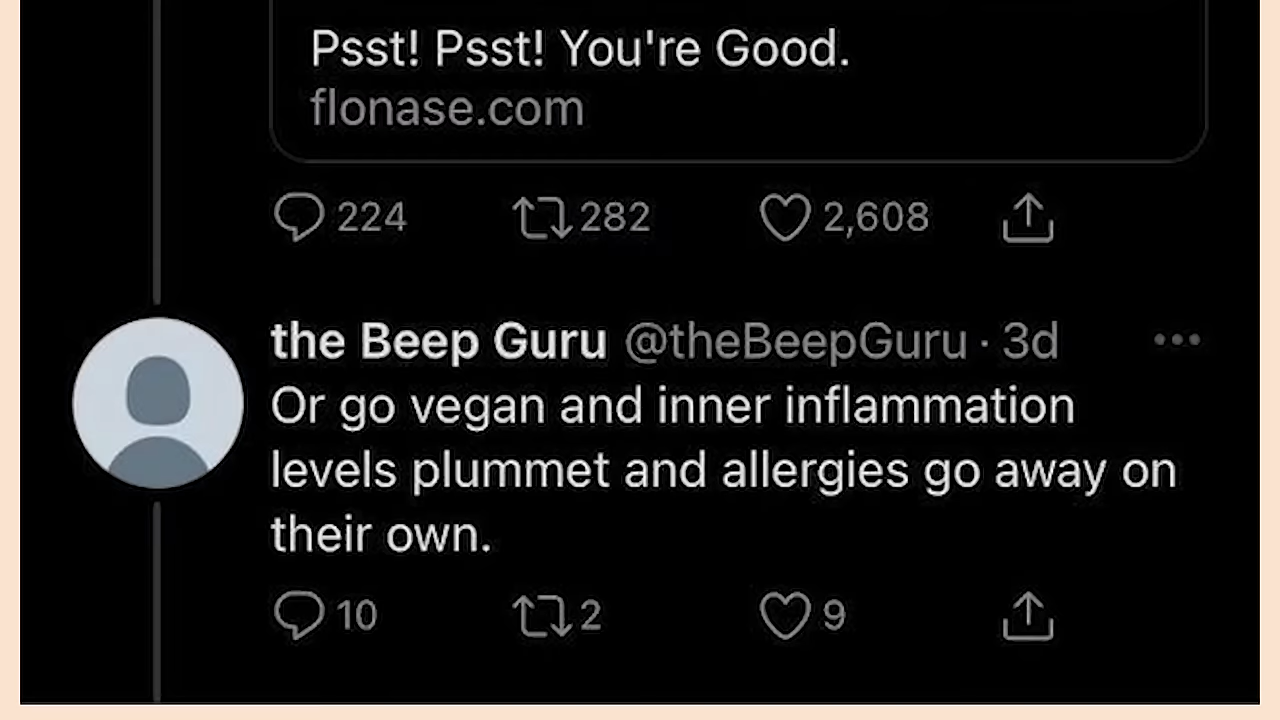 Psst! Psst! You're Good.
flonase.com
224 282 2,608
the Beep Guru @theBeepGuru · 3d
Or go vegan and inner inflammation
levels plummet and allergies go away on
their own.
10 2 9